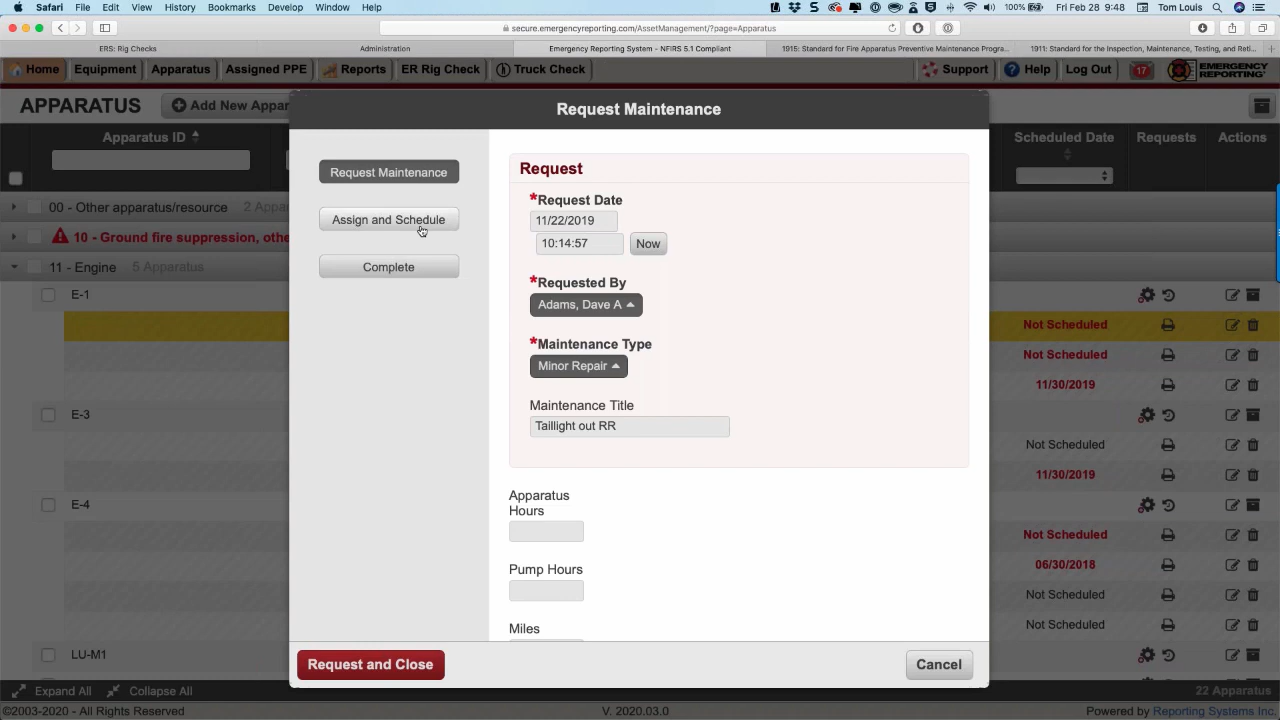 Safari File Edit View History Bookmarks Develop Window Help 100% Fri Feb 28 9:48 Tom Louis
secure.emergencyreporting.com/AssetManagement/?page=Apparatus
ERS: Rig Checks Administration Emergency Reporting System - NFIRS 5.1 Compliant 1915: Standard for Fire Apparatus Preventive Maintenance Progra... 1911: Standard for the Inspection, Maintenance, Testing, and Reti...
Home Equipment Apparatus Assigned PPE Reports ER Rig Check Truck Check Support Help Log Out 17 EMERGENCY REPORTING
APPARATUS Add New Appar
Request Maintenance
Apparatus ID Scheduled Date Requests Actions
Request Maintenance
Assign and Schedule
Complete
Request
*Request Date
11/22/2019
10:14:57 Now
*Requested By
Adams, Dave A
*Maintenance Type
Minor Repair
Maintenance Title
Taillight out RR
Apparatus
Hours
Pump Hours
Miles
Request and Close Cancel
00 - Other apparatus/resource 2 Appa
10 - Ground fire suppression, othe
11 - Engine 5 Apparatus
E-1
Not Scheduled
Not Scheduled
11/30/2019
E-3
Not Scheduled
11/30/2019
E-4
Not Scheduled
06/30/2018
Not Scheduled
Not Scheduled
LU-M1
Expand All Collapse All 22 Apparatus
©2003-2020 - All Rights Reserved V. 2020.03.0 Powered by Reporting Systems Inc.